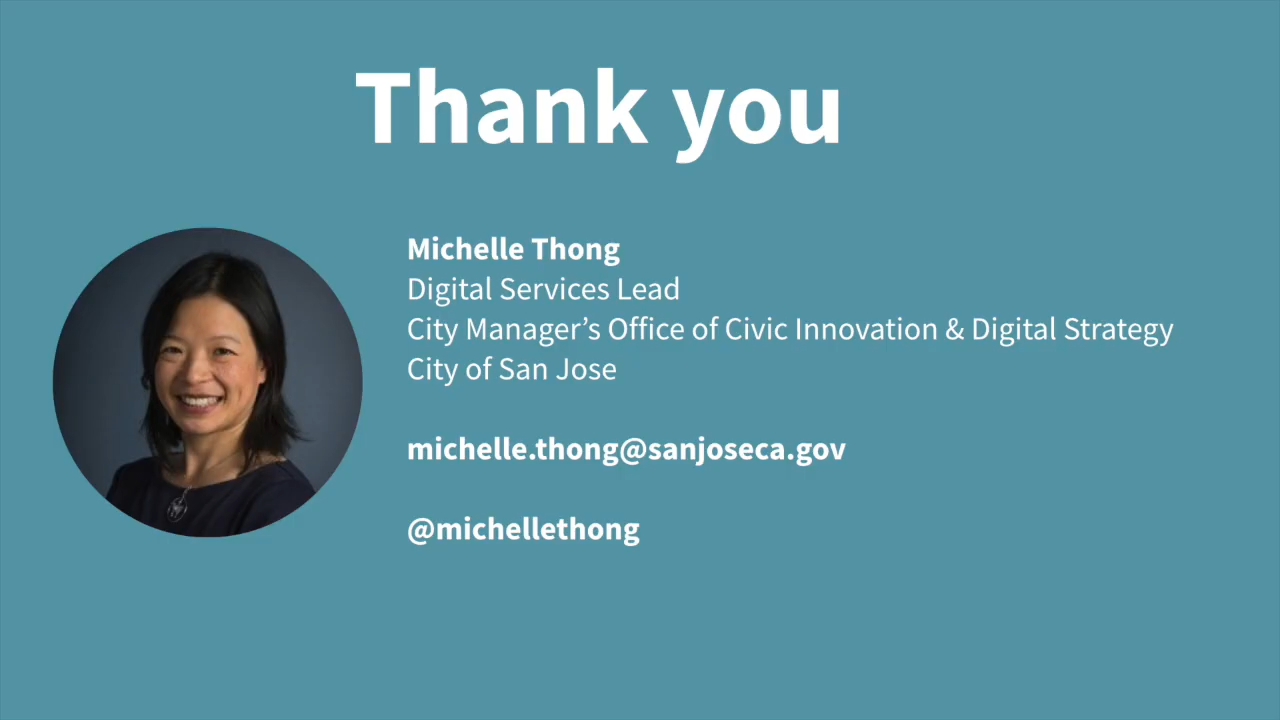 Thank you
Michelle Thong
Digital Services Lead
City Manager’s Office of Civic Innovation & Digital Strategy
City of San Jose
michelle.thong@sanjoseca.gov
@michellethong